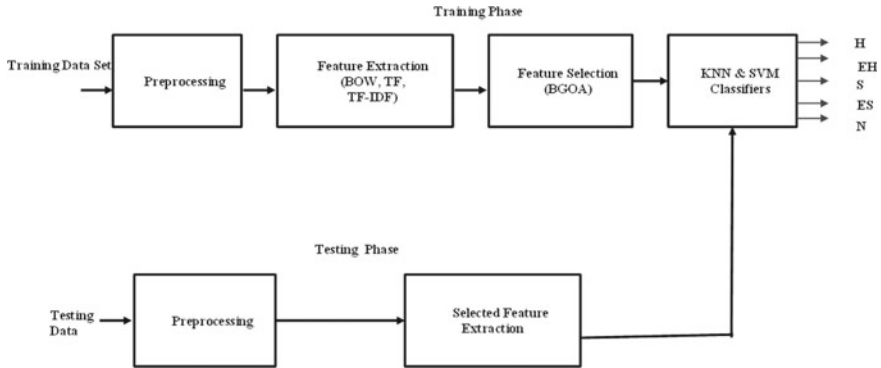 Training Phase
Training Data Set
Preprocessing
Feature Extraction
(BOW, TF,
TF-IDF)
Feature Selection
(BGOA)
KNN & SVM
Classifiers
H
EH
S
ES
N
Testing Phase
Testing
Data
Preprocessing
Selected Feature
Extraction